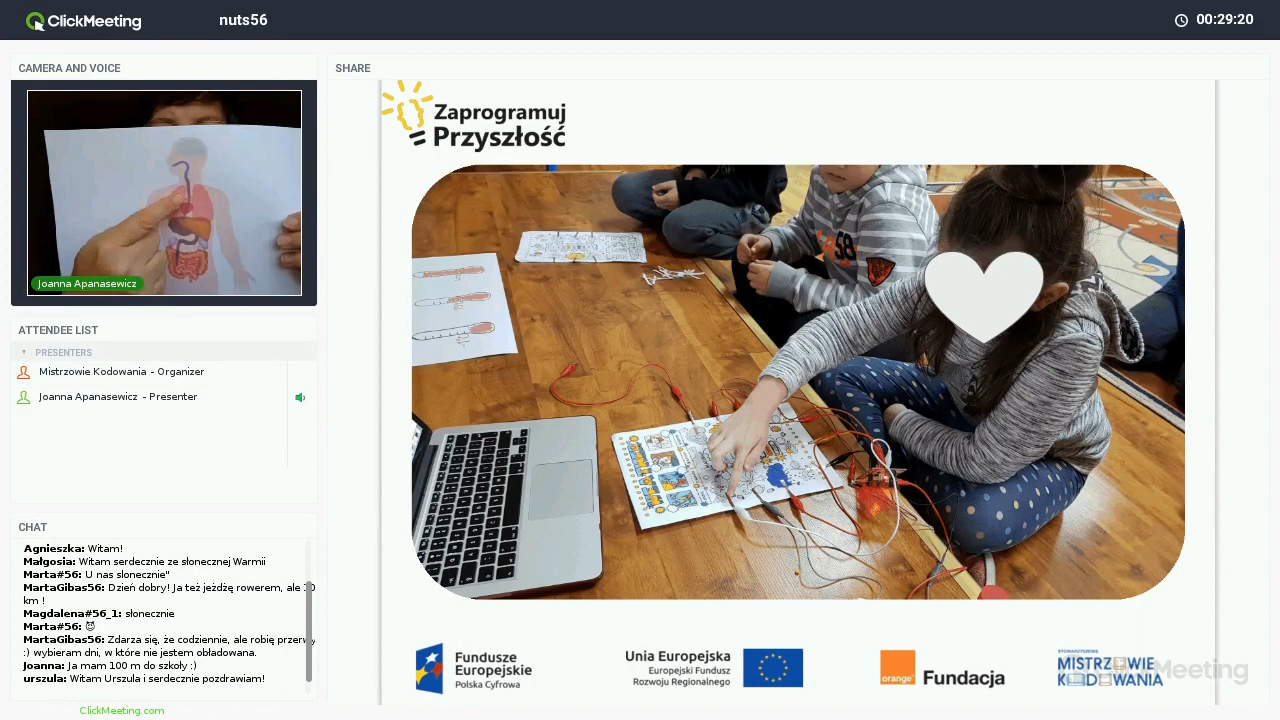 ClickMeeting
nuts56
00:29:20
CAMERA AND VOICE
Joanna Apanasewicz
ATTENDEE LIST
PRESENTERS
Mistrzowie Kodowania - Organizer
Joanna Apanasewicz - Presenter
CHAT
Agnieszka: Witam!
Małgosia: Witam serdecznie ze słonecznej Warmii
Marta#56: U nas słonecznie"
MartaGibas56: Dzień dobry! Ja też jeżdżę rowerem, ale 10
km !
Magdalena#56_1: słonecznie
Marta#56: 😈
MartaGibas56: Zdarza się, że codziennie, ale robię przerwy
:) wybieram dni, w które nie jestem obładowana.
Joanna: Ja mam 100 m do szkoły :)
urszula: Witam Urszula i serdecznie pozdrawiam!
ClickMeeting.com
SHARE
Zaprogramuj
Przyszłość
58
Fundusze
Europejskie
Polska Cyfrowa
Unia Europejska
Europejski Fundusz
Rozwoju Regionalnego
orange
Fundacja
STOWARZYSZENIE
MISTRZOWIE
KODOWANIA
Meeting